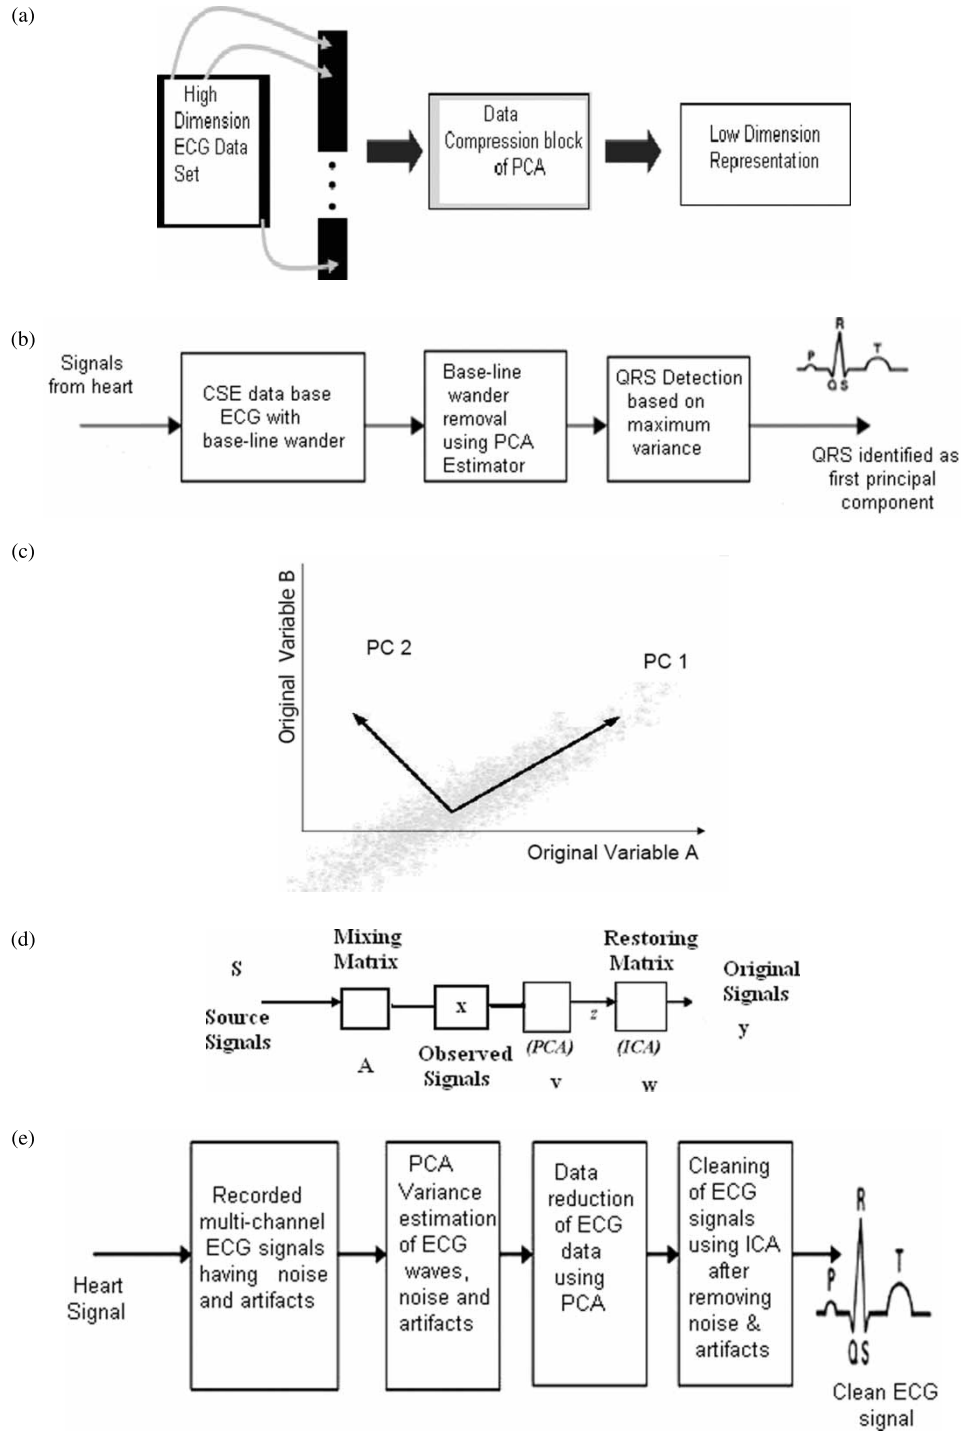 (a)
High
Dimension
ECG Data
Set
Data
Compression block
of PCA
Low Dimension
Representation
(b)
Signals
from heart
CSE data base
ECG with
base-line wander
Base-line
wander
removal
using PCA
Estimator
QRS Detection
based on
maximum
variance
R
P
T
Q S
QRS identified as
first principal
component
(c)
Original Variable B
PC 2
PC 1
Original Variable A
(d)
S
Source
Signals
Mixing
Matrix
A
x
Observed
Signals
(PCA)
v
z
Restoring
Matrix
(ICA)
w
Original
Signals
y
(e)
Heart
Signal
Recorded
multi-channel
ECG signals
having noise
and artifacts
PCA
Variance
estimation
of ECG
waves,
noise and
artifacts
Data
reduction
of ECG
data
using
PCA
Cleaning
of ECG
signals
using ICA
after
removing
noise &
artifacts
R
P
T
Q S
Clean ECG
signal